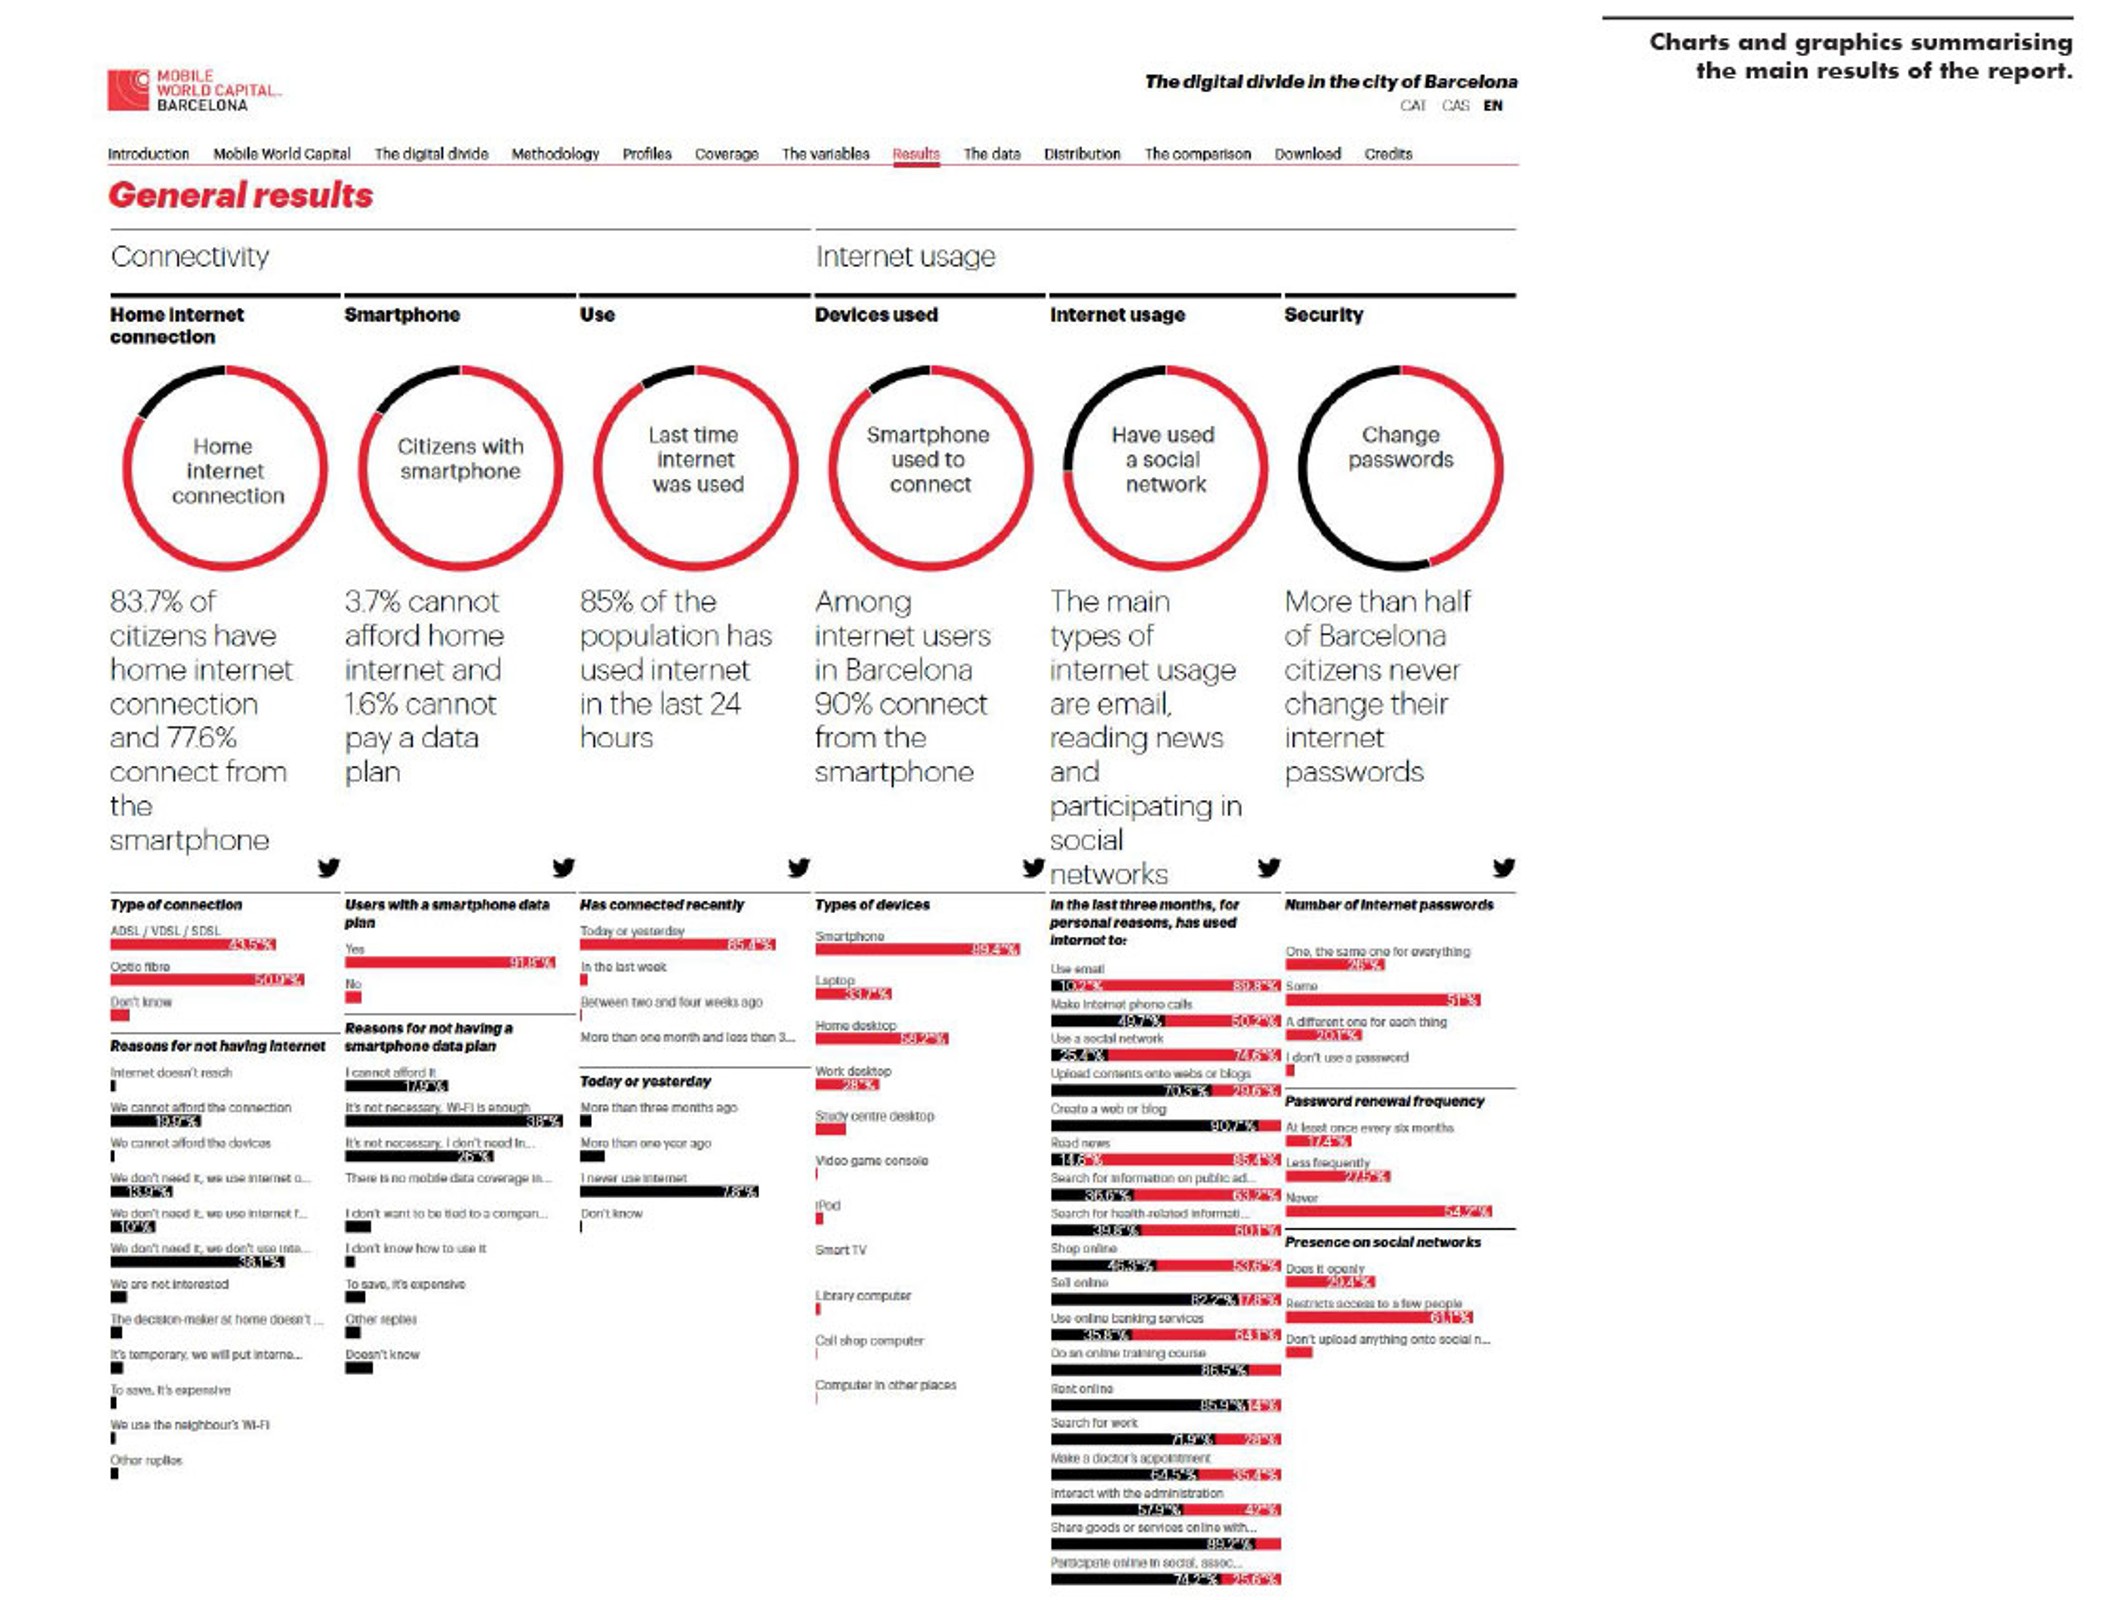 Charts and graphics summarising
the main results of the report.
MOBILE
WORLD CAPITAL
BARCELONA
The digital divide in the city of Barcelona
CAT CAS EN
Introduction Mobile World Capital The digital divide Methodology Profiles Coverage The variables Results The data Distribution The comparison Download Credits
General results
Connectivity
Internet usage
Home internet
connection
Home
internet
connection
83.7% of
citizens have
home internet
connection
and 77.6%
connect from
the
smartphone
Type of connection
ADSL / VDSL / SDSL
43.5%
Optic fibre
50.9%
Don't know
Reasons for not having internet
Internet doesn't reach
We cannot afford the connection
19.9%
We cannot afford the devices
We don't need it, we use internet o...
13.9%
We don't need it, we use internet f...
10%
We don't need it, we don't use inte...
38.1%
We are not interested
The decision-maker at home doesn't ...
It's temporary, we will put interne...
To save, it's expensive
We use the neighbour's Wi-Fi
Other replies
Smartphone
Citizens with
smartphone
3.7% cannot
afford home
internet and
1.6% cannot
pay a data
plan
Users with a smartphone data
plan
Yes
91.8%
No
Reasons for not having a
smartphone data plan
I cannot afford it
17.9%
It's not necessary, Wi-Fi is enough
38%
It's not necessary, I don't need in...
26%
There is no mobile data coverage in...
I don't want to be tied to a compan...
I don't know how to use it
To save, it's expensive
Other replies
Doesn't know
Use
Last time
internet
was used
85% of the
population has
used internet
in the last 24
hours
Has connected recently
Today or yesterday
85.4%
In the last week
Between two and four weeks ago
More than one month and less than 3...
Today or yesterday
More than three months ago
More than one year ago
I never use internet
7.8%
Don't know
Devices used
Smartphone
used to
connect
Among
internet users
in Barcelona
90% connect
from the
smartphone
Types of devices
Smartphone
89.4%
Laptop
33.7%
Home desktop
58.2%
Work desktop
28%
Study centre desktop
Video game console
iPod
Smart TV
Library computer
Call shop computer
Computer in other places
Internet usage
Have used
a social
network
The main
types of
internet usage
are email,
reading news
and
participating in
social
networks
In the last three months, for
personal reasons, has used
internet to:
Use email
10.2% 89.8%
Make Internet phone calls
49.7% 50.2%
Use a social network
25.4% 74.6%
Upload contents onto webs or blogs
70.3% 29.6%
Create a web or blog
90.7%
Read news
14.6% 85.4%
Search for information on public ad...
36.6% 63.2%
Search for health-related informati...
39.8% 60.1%
Shop online
46.3% 53.6%
Sell online
82.2% 17.8%
Use online banking services
35.8% 64.1%
Do an online training course
86.5%
Rent online
85.9% 14%
Search for work
71.9% 28%
Make a doctor's appointment
64.5% 35.4%
Interact with the administration
57.9% 42%
Share goods or services online with...
89.2%
Participate online in social, assoc...
74.2% 25.6%
Security
Change
passwords
More than half
of Barcelona
citizens never
change their
internet
passwords
Number of internet passwords
One, the same one for everything
26%
Some
51%
A different one for each thing
20.1%
I don't use a password
Password renewal frequency
At least once every six months
17.4%
Less frequently
27.5%
Never
54.2%
Presence on social networks
Does it openly
29.4%
Restricts access to a few people
61.1%
Don't upload anything onto social n...